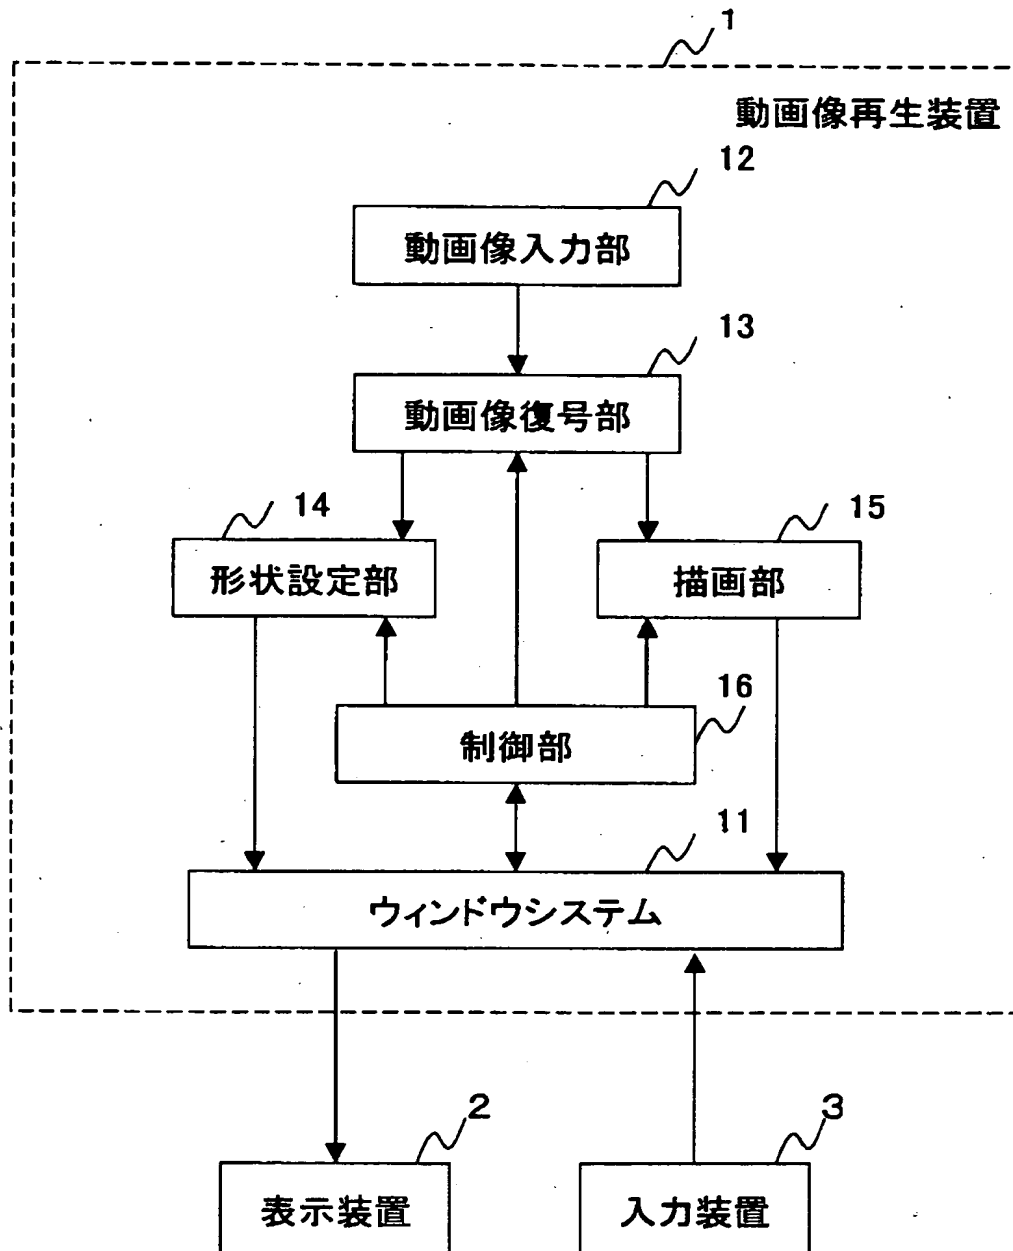 1
動画像再生装置
12
動画像入力部
13
動画像復号部
14
形状設定部
15
描画部
16
制御部
11
ウィンドウシステム
2
表示装置
3
入力装置